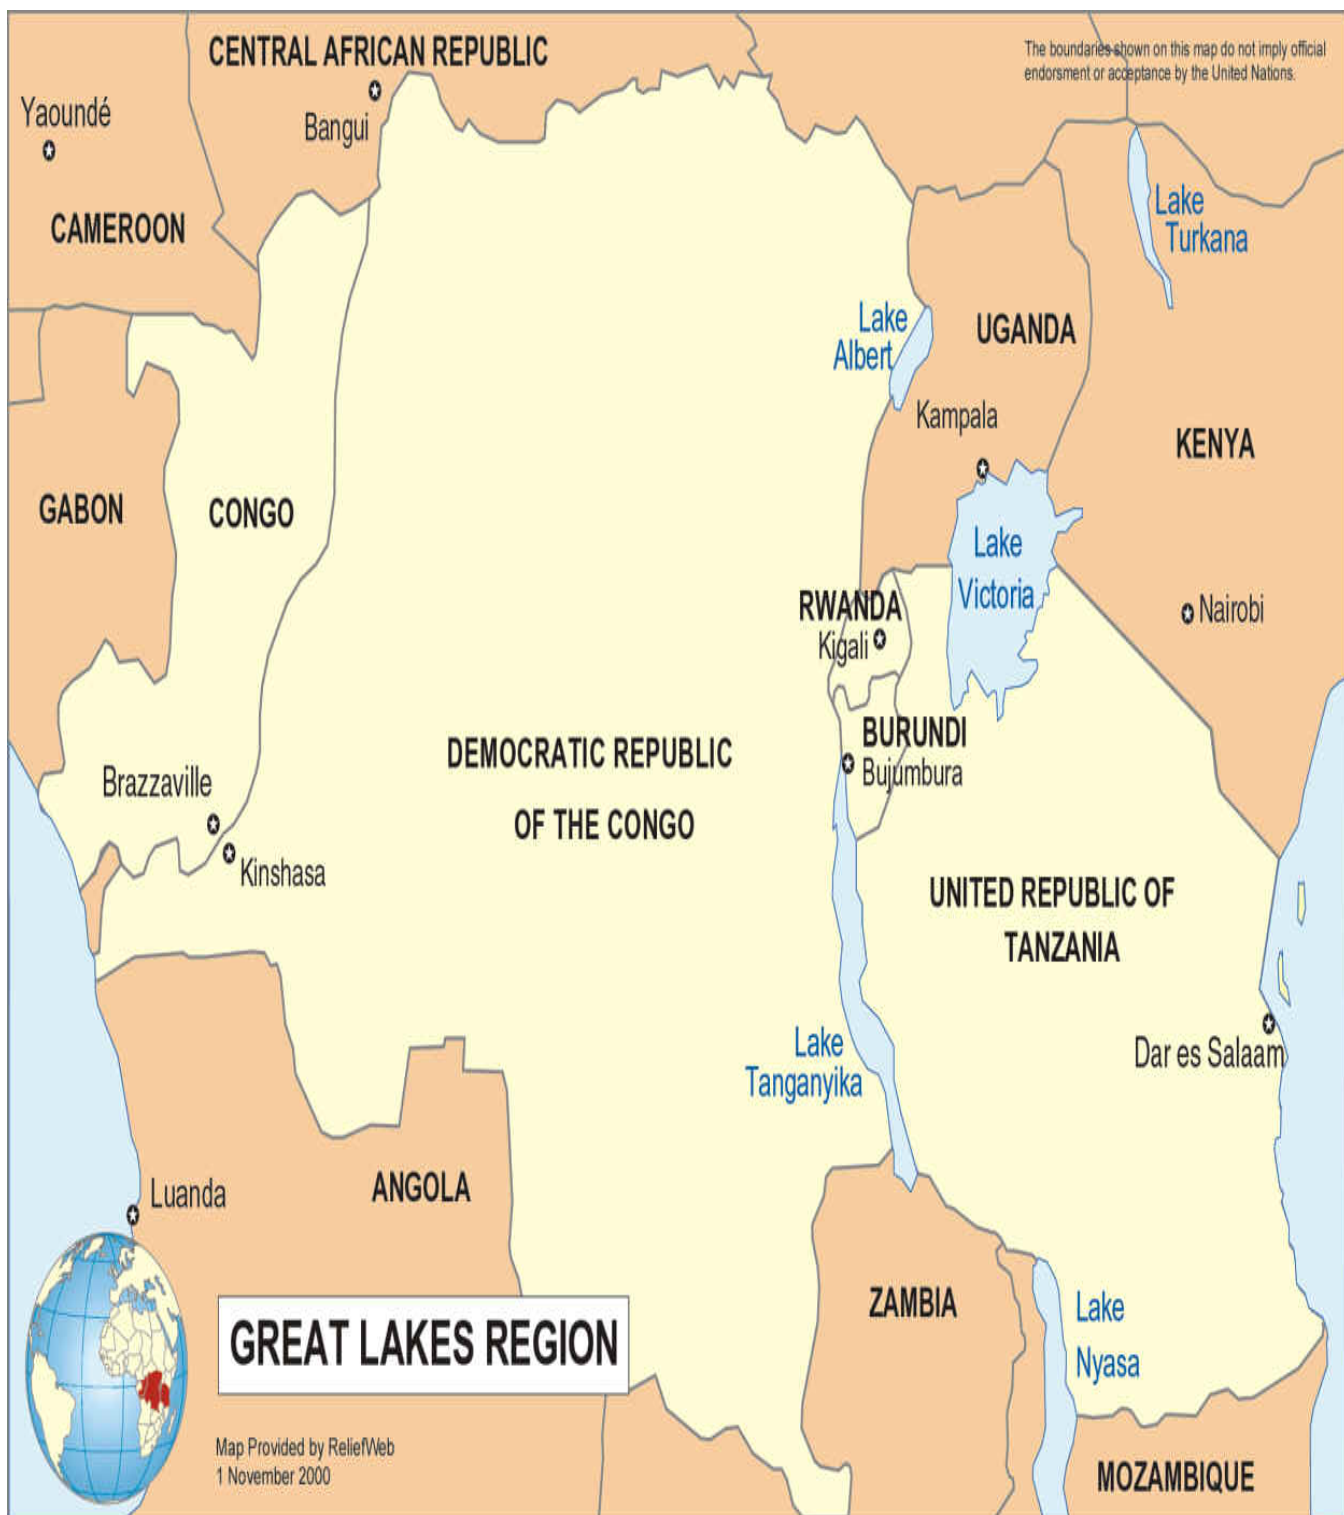 CENTRAL AFRICAN REPUBLIC
The boundaries shown on this map do not imply official
endorsment or acceptance by the United Nations.
Yaoundé
Bangui
CAMEROON
Lake
Turkana
Lake
Albert
UGANDA
Kampala
KENYA
GABON
CONGO
Lake
Victoria
RWANDA
Kigali
Nairobi
BURUNDI
Bujumbura
DEMOCRATIC REPUBLIC
OF THE CONGO
Brazzaville
Kinshasa
UNITED REPUBLIC OF
TANZANIA
Lake
Tanganyika
Dar es Salaam
Luanda
ANGOLA
ZAMBIA
Lake
Nyasa
GREAT LAKES REGION
Map Provided by ReliefWeb
1 November 2000
MOZAMBIQUE